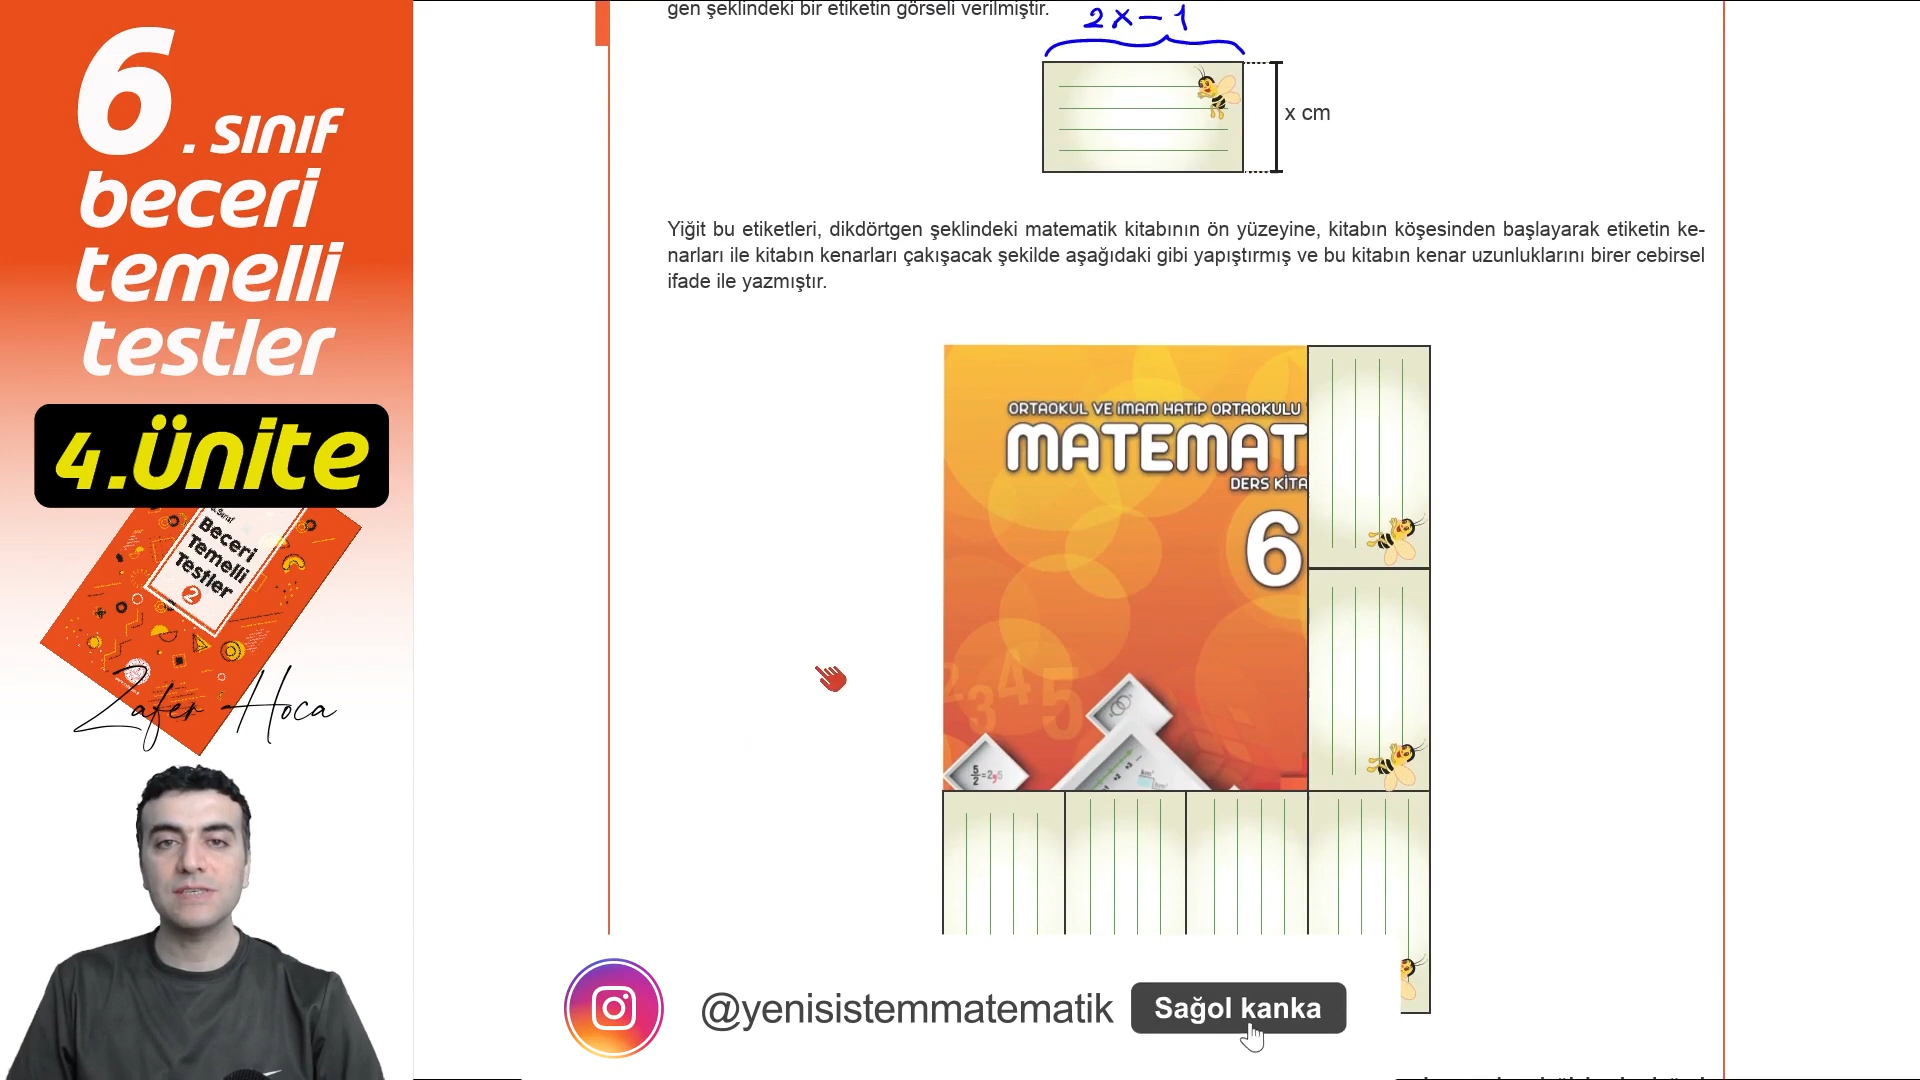 6. sınıf
beceri
temelli
testler
4.ünite
Beceri
Temelli
Testler
2
Zafer Hoca
gen şeklindeki bir etiketin görseli verilmiştir.
2x-1
x cm
Yiğit bu etiketleri, dikdörtgen şeklindeki matematik kitabının ön yüzeyine, kitabın köşesinden başlayarak etiketin ke-
narları ile kitabın kenarları çakışacak şekilde aşağıdaki gibi yapıştırmış ve bu kitabın kenar uzunluklarını birer cebirsel
ifade ile yazmıştır.
ORTAOKUL VE İMAM HATİP ORTAOKULU
MATEMAT
DERS KİTA
6
2345
@yenisistemmatematik
Sağol kanka